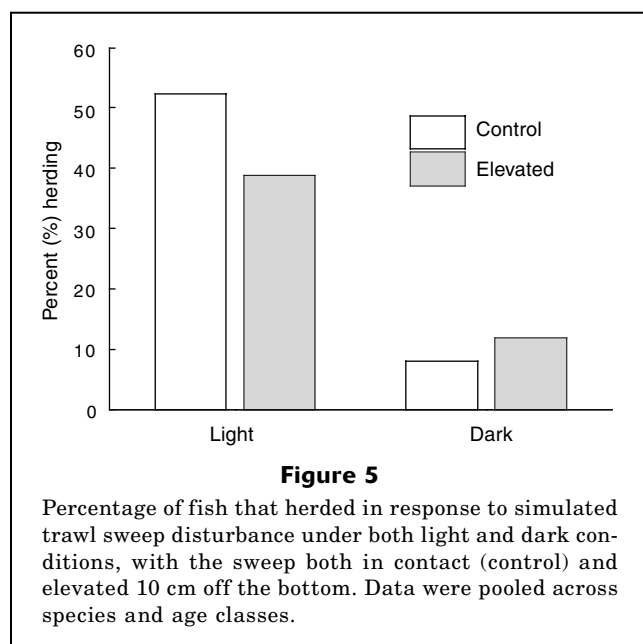 60
50
40
30
20
10
0
Percent (%) herding
Control
Elevated
Light
Dark
Figure 5
Percentage of fish that herded in response to simulated
trawl sweep disturbance under both light and dark con-
ditions, with the sweep both in contact (control) and
elevated 10 cm off the bottom. Data were pooled across
species and age classes.